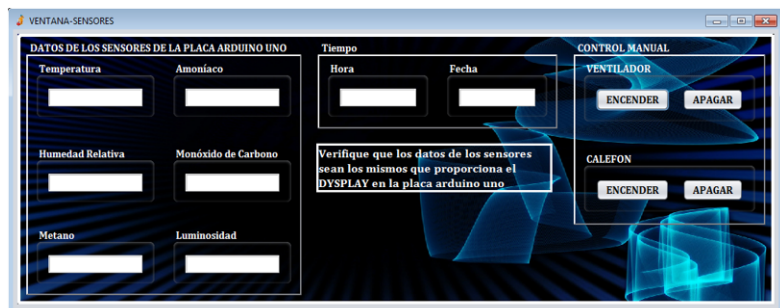 VENTANA-SENSORES
DATOS DE LOS SENSORES DE LA PLACA ARDUINO UNO
Temperatura
Amoníaco
Humedad Relativa
Monóxido de Carbono
Metano
Luminosidad
Tiempo
Hora
Fecha
Verifique que los datos de los sensores
sean los mismos que proporciona el
DYSPLAY en la placa arduino uno
CONTROL MANUAL
VENTILADOR
ENCENDER
APAGAR
CALEFON
ENCENDER
APAGAR